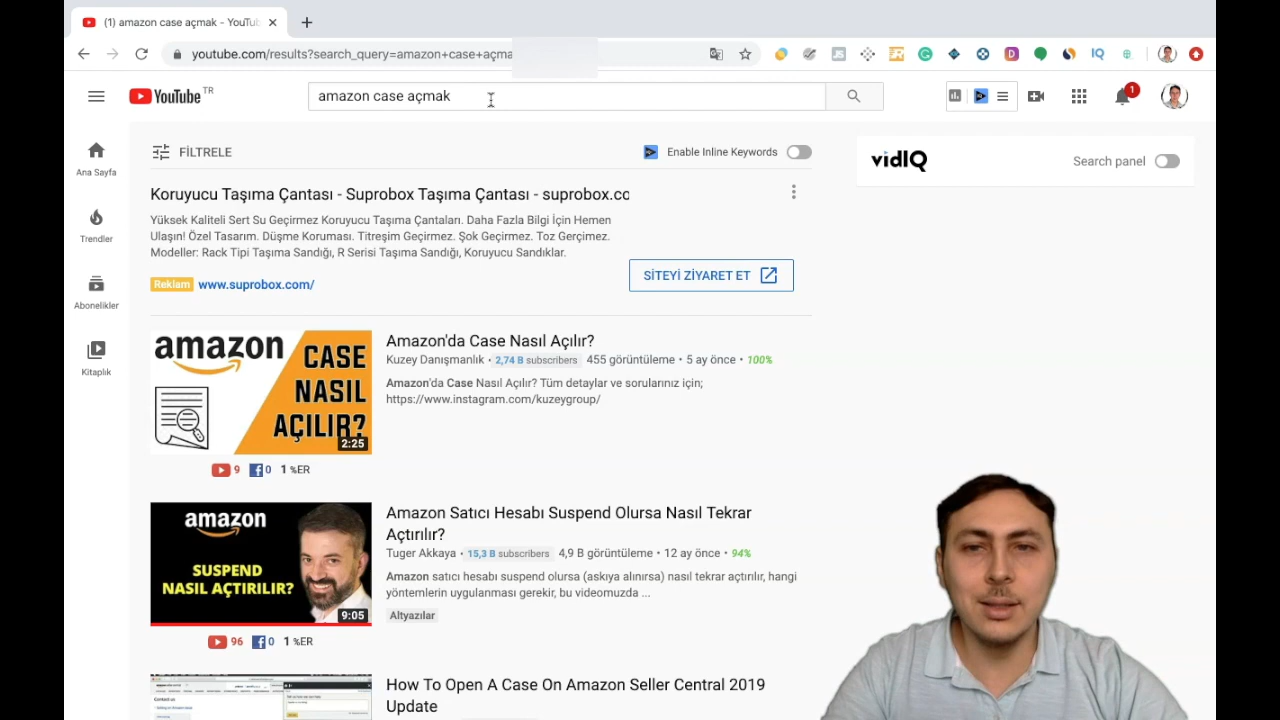 (1) amazon case açmak - YouTu
youtube.com/results?search_query=amazon+case+açma
YouTube TR
amazon case açmak
1
Ana Sayfa
Trendler
Abonelikler
Kitaplık
FİLTRELE
Enable Inline Keywords
vidIQ
Search panel
Koruyucu Taşıma Çantası - Suprobox Taşıma Çantası - suprobox.co
Yüksek Kaliteli Sert Su Geçirmez Koruyucu Taşıma Çantaları. Daha Fazla Bilgi İçin Hemen
Ulaşın! Özel Tasarım. Düşme Koruması. Titreşim Geçirmez. Şok Geçirmez. Toz Gerçimez.
Modeller: Rack Tipi Taşıma Sandığı, R Serisi Taşıma Sandığı, Koruyucu Sandıklar.
Reklam www.suprobox.com/
SİTEYİ ZİYARET ET
amazon
CASE
NASIL
AÇILIR?
2:25
9 0 1 %ER
Amazon'da Case Nasıl Açılır?
Kuzey Danışmanlık • 2,74 B subscribers 455 görüntüleme • 5 ay önce • 100%
Amazon'da Case Nasıl Açılır? Tüm detaylar ve sorularınız için;
https://www.instagram.com/kuzeygroup/
amazon
SUSPEND
NASIL AÇTIRILIR?
9:05
96 0 1 %ER
Amazon Satıcı Hesabı Suspend Olursa Nasıl Tekrar
Açtırılır?
Tuger Akkaya • 15,3 B subscribers 4,9 B görüntüleme • 12 ay önce • 94%
Amazon satıcı hesabı suspend olursa (askıya alınırsa) nasıl tekrar açtırılır, hangi
yöntemlerin uygulanması gerekir, bu videomuzda ...
Altyazılar
How to Open A Case On Amazon Seller Central 2019
Update